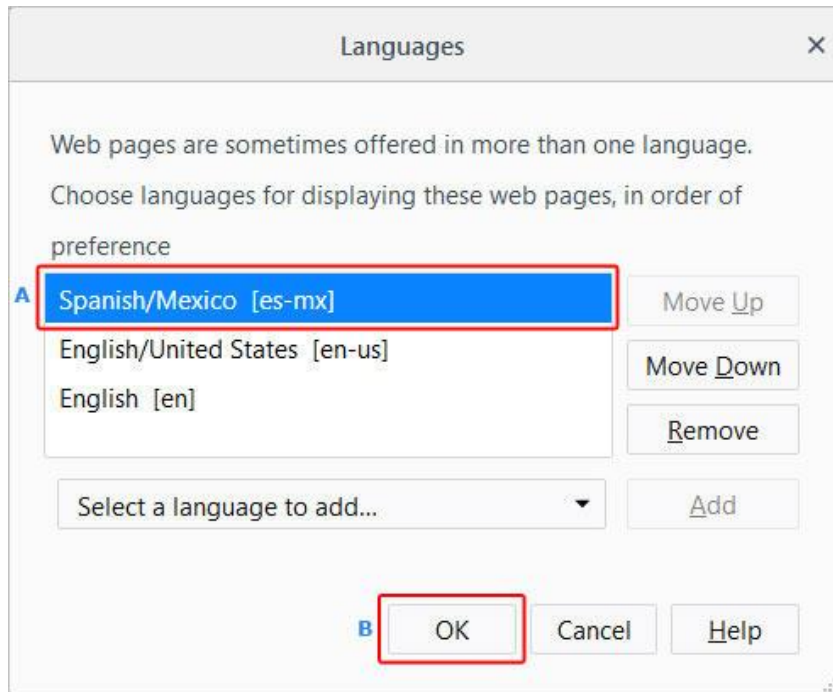 Languages
Web pages are sometimes offered in more than one language.
Choose languages for displaying these web pages, in order of
preference
A
Spanish/Mexico [es-mx]
Move Up
English/United States [en-us]
Move Down
English [en]
Remove
Select a language to add...
Add
B
OK
Cancel
Help